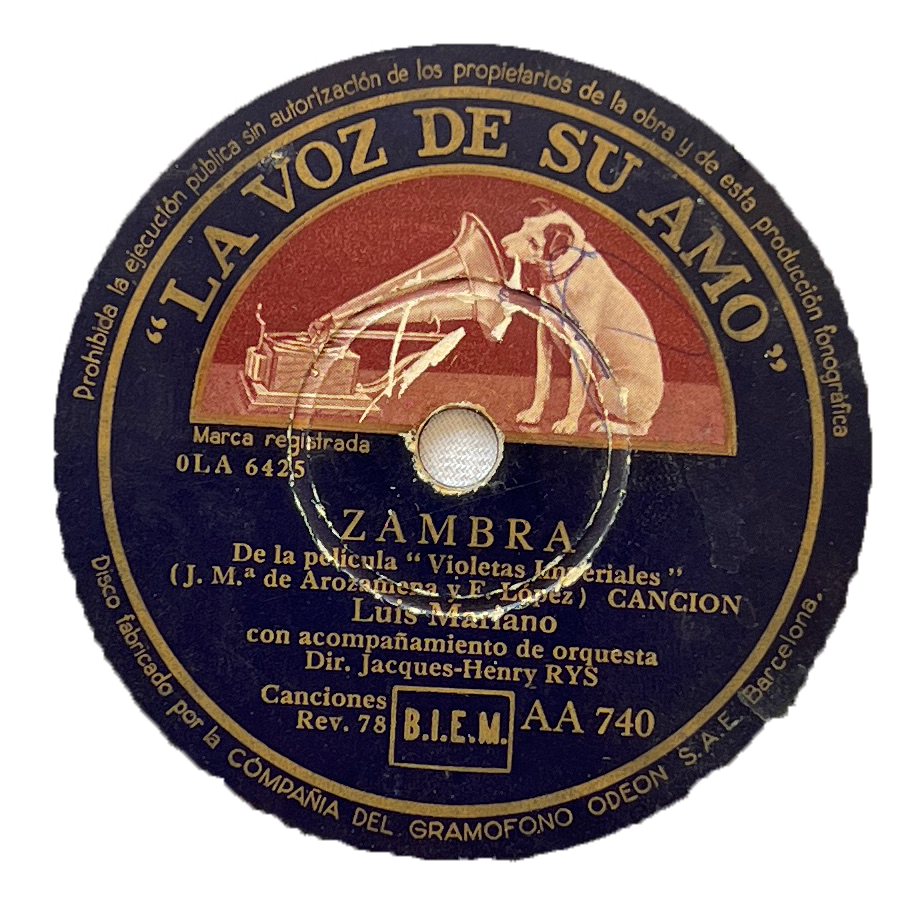 Prohibida la ejecución pública sin autorización de los propietarios de la obra y de esta producción fonográfica
"LA VOZ DE SU AMO"
Marca registrada
0LA 6425
ZAMBRA
De la película " Violetas Imperiales "
(J. M.ª de Arozamena y F. López) CANCION
Luis Mariano
con acompañamiento de orquesta
Dir. Jacques-Henry RYS
Canciones
Rev. 78
B.I.E.M.
AA 740
Disco fabricado por la COMPAÑIA DEL GRAMOFONO ODEON S.A.E. Barcelona.